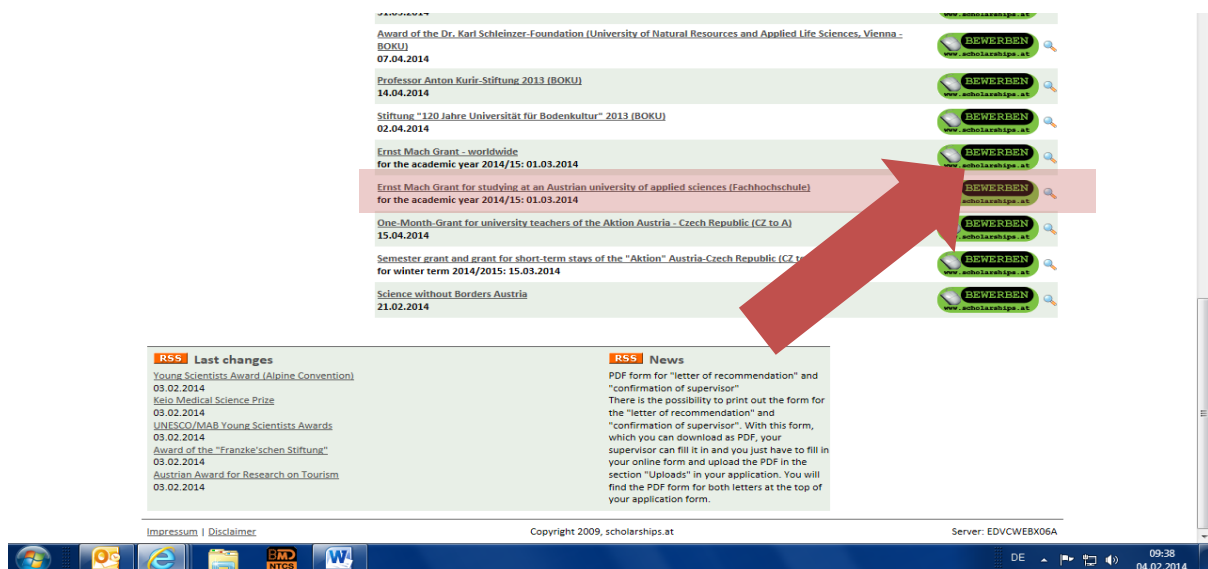 31.03.2014
www.scholarships.at
Award of the Dr. Karl Schleinzer-Foundation (University of Natural Resources and Applied Life Sciences, Vienna -
BOKU)
07.04.2014
BEWERBEN
www.scholarships.at
Professor Anton Kurir-Stiftung 2013 (BOKU)
14.04.2014
BEWERBEN
www.scholarships.at
Stiftung "120 Jahre Universität für Bodenkultur" 2013 (BOKU)
02.04.2014
BEWERBEN
www.scholarships.at
Ernst Mach Grant - worldwide
for the academic year 2014/15: 01.03.2014
BEWERBEN
www.scholarships.at
Ernst Mach Grant for studying at an Austrian university of applied sciences (Fachhochschule)
for the academic year 2014/15: 01.03.2014
BEWERBEN
scholarships.at
One-Month-Grant for university teachers of the Aktion Austria - Czech Republic (CZ to A)
15.04.2014
BEWERBEN
.scholarships.at
Semester grant and grant for short-term stays of the "Aktion" Austria-Czech Republic (CZ to
for winter term 2014/2015: 15.03.2014
BEWERBEN
www.scholarships.at
Science without Borders Austria
21.02.2014
BEWERBEN
www.scholarships.at
RSS Last changes
Young Scientists Award (Alpine Convention)
03.02.2014
Keio Medical Science Prize
03.02.2014
UNESCO/MAB Young Scientists Awards
03.02.2014
Award of the "Franzke'schen Stiftung"
03.02.2014
Austrian Award for Research on Tourism
03.02.2014
RSS News
PDF form for "letter of recommendation" and
"confirmation of supervisor"
There is the possibility to print out the form for
the "letter of recommendation" and
"confirmation of supervisor". With this form,
which you can download as PDF, your
supervisor can fill it in and you just have to fill in
your online form and upload the PDF in the
section "Uploads" in your application. You will
find the PDF form for both letters at the top of
your application form.
Impressum | Disclaimer
Copyright 2009, scholarships.at
Server: EDVCWEBX06A
BMD
NTCS
DE
09:38
04.02.2014